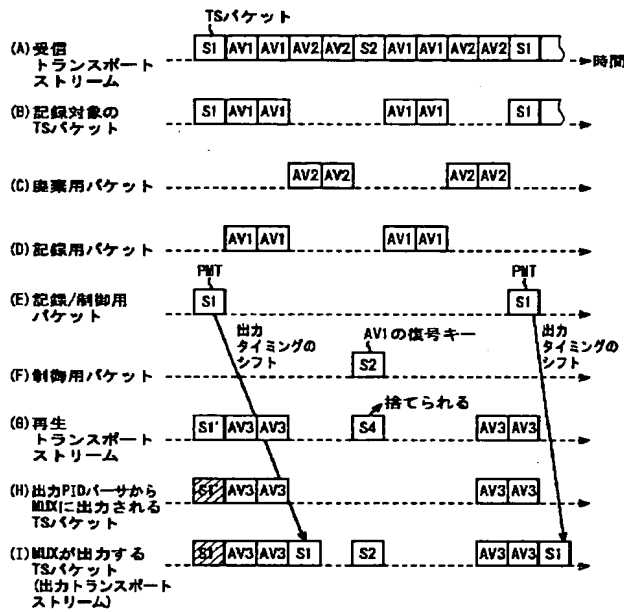 TSパケット
(A)受信
トランスポート
ストリーム
S1 AV1 AV1 AV2 AV2 S2 AV1 AV1 AV2 AV2 S1
時間
(B)記録対象の
TSパケット
S1 AV1 AV1 AV1 AV1 S1
(C)廃棄用パケット
AV2 AV2 AV2 AV2
(D)記録用パケット
AV1 AV1 AV1 AV1
PMT PMT
(E)記録/制御用
パケット
S1 S1
出力
タイミングの
シフト
出力
タイミングの
シフト
AV1の復号キー
(F)制御用パケット
S2
捨てられる
(G)再生
トランスポート
ストリーム
S1' AV3 AV3 S4 AV3 AV3
(H)出力PIDパーサから
MUXに出力される
TSパケット
S1' AV3 AV3 AV3 AV3
(I)MUXが出力する
TSパケット
(出力トランスポート
ストリーム)
S1' AV3 AV3 S1 S2 AV3 AV3 S1